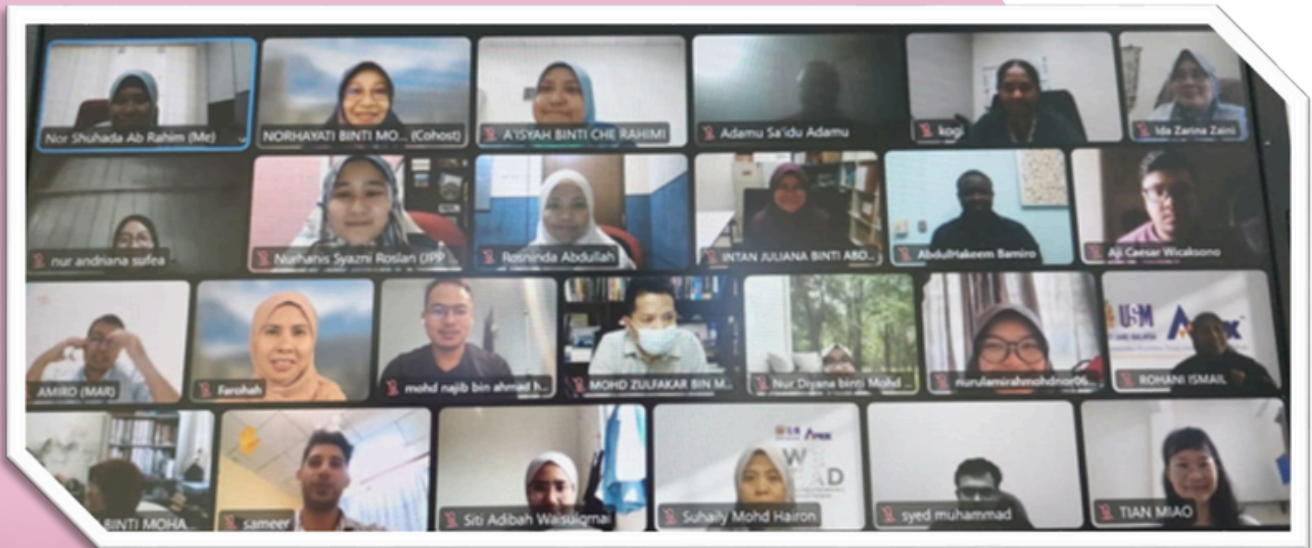 Nor Shuhada Ab Rahim (Me)
NORHAYATI BINTI MO... (Cohost)
A'ISYAH BINTI CHE RAHIMI
Adamu Sa'idu Adamu
kogi
Ida Zarina Zaini
nur andriana sufea
Nurhanis Syazni Roslan (JPP
Rosninda Abdullah
INTAN JULIANA BINTI ABO...
AbdulHakeem Bamiro
Aji Caesar Wicaksono
AMIRO (MAR)
Farohah
mohd najib bin ahmad h...
MOHD ZULFAKAR BIN M...
Nur Diyana binti Mohd
nurulamirahmohdnor06...
USM
APEX
ROHANI ISMAIL
BINTI MOHA...
sameer
Siti Adibah
Suhaily Mohd Hairon
syed muhammad
TIAN MIAO